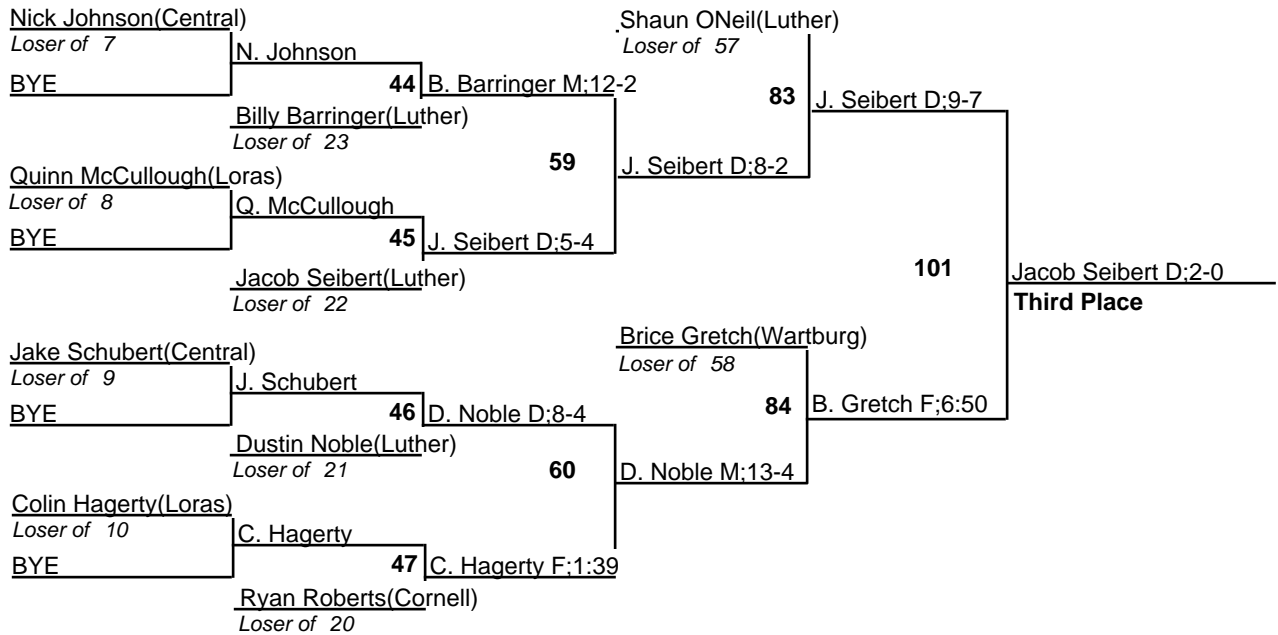 Nick Johnson(Central)
Loser of 7
N. Johnson
BYE
44
B. Barringer M;12-2
Billy Barringer(Luther)
Loser of 23
59
Quinn McCullough(Loras)
Loser of 8
Q. McCullough
BYE
45
J. Seibert D;5-4
Jacob Seibert(Luther)
Loser of 22
Shaun ONeil(Luther)
Loser of 57
83
J. Seibert D;9-7
J. Seibert D;8-2
101
Jacob Seibert D;2-0
Third Place
Jake Schubert(Central)
Loser of 9
J. Schubert
BYE
46
D. Noble D;8-4
Dustin Noble(Luther)
Loser of 21
60
Colin Hagerty(Loras)
Loser of 10
C. Hagerty
BYE
47
C. Hagerty F;1:39
Ryan Roberts(Cornell)
Loser of 20
Brice Gretch(Wartburg)
Loser of 58
84
B. Gretch F;6:50
D. Noble M;13-4